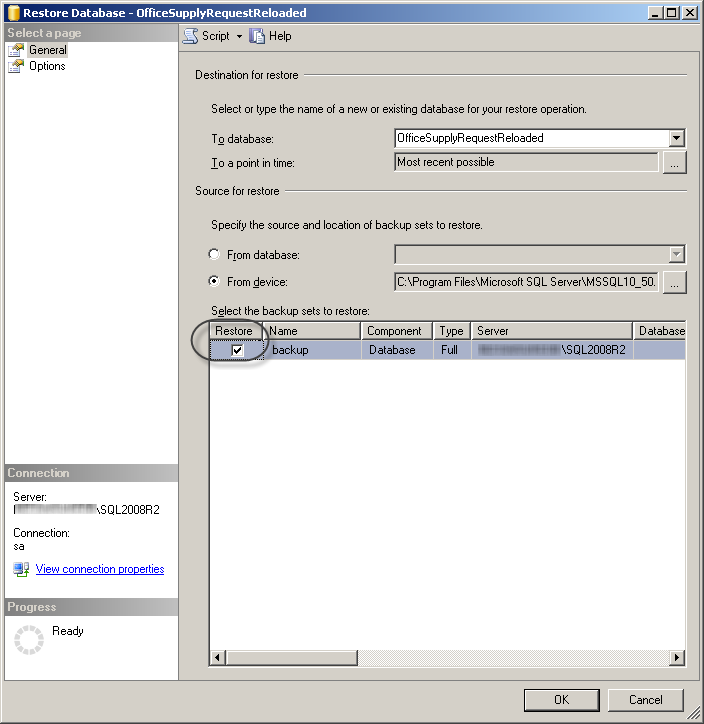 Restore Database - OfficeSupplyRequestReloaded
Select a page
General
Options
Script
Help
Destination for restore
Select or type the name of a new or existing database for your restore operation.
To database:
OfficeSupplyRequestReloaded
To a point in time:
Most recent possible
...
Source for restore
Specify the source and location of backup sets to restore.
From database:
From device:
C:\Program Files\Microsoft SQL Server\MSSQL10_50.
...
Select the backup sets to restore:
Restore Name Component Type Server Database
backup Database Full \SQL2008R2
Connection
Server:
\SQL2008R2
Connection:
sa
View connection properties
Progress
Ready
OK
Cancel